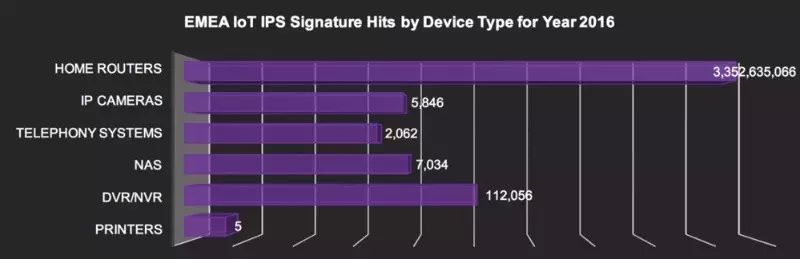 EMEA IoT IPS Signature Hits by Device Type for Year 2016
HOME ROUTERS 3,352,635,066
IP CAMERAS 5,846
TELEPHONY SYSTEMS 2,062
NAS 7,034
DVR/NVR 112,056
PRINTERS 5